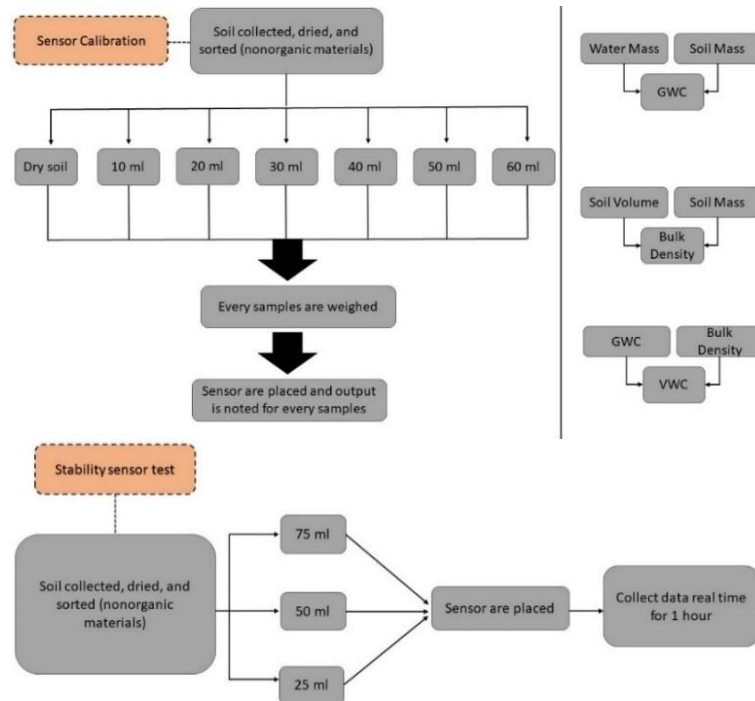 Sensor Calibration
Soil collected, dried, and
sorted (nonorganic materials)
Dry soil
10 ml
20 ml
30 ml
40 ml
50 ml
60 ml
Every samples are weighed
Sensor are placed and output
is noted for every samples
Water Mass
Soil Mass
GWC
Soil Volume
Soil Mass
Bulk
Density
GWC
Bulk
Density
VWC
Stability sensor test
Soil collected, dried, and
sorted (nonorganic
materials)
75 ml
50 ml
25 ml
Sensor are placed
Collect data real time
for 1 hour